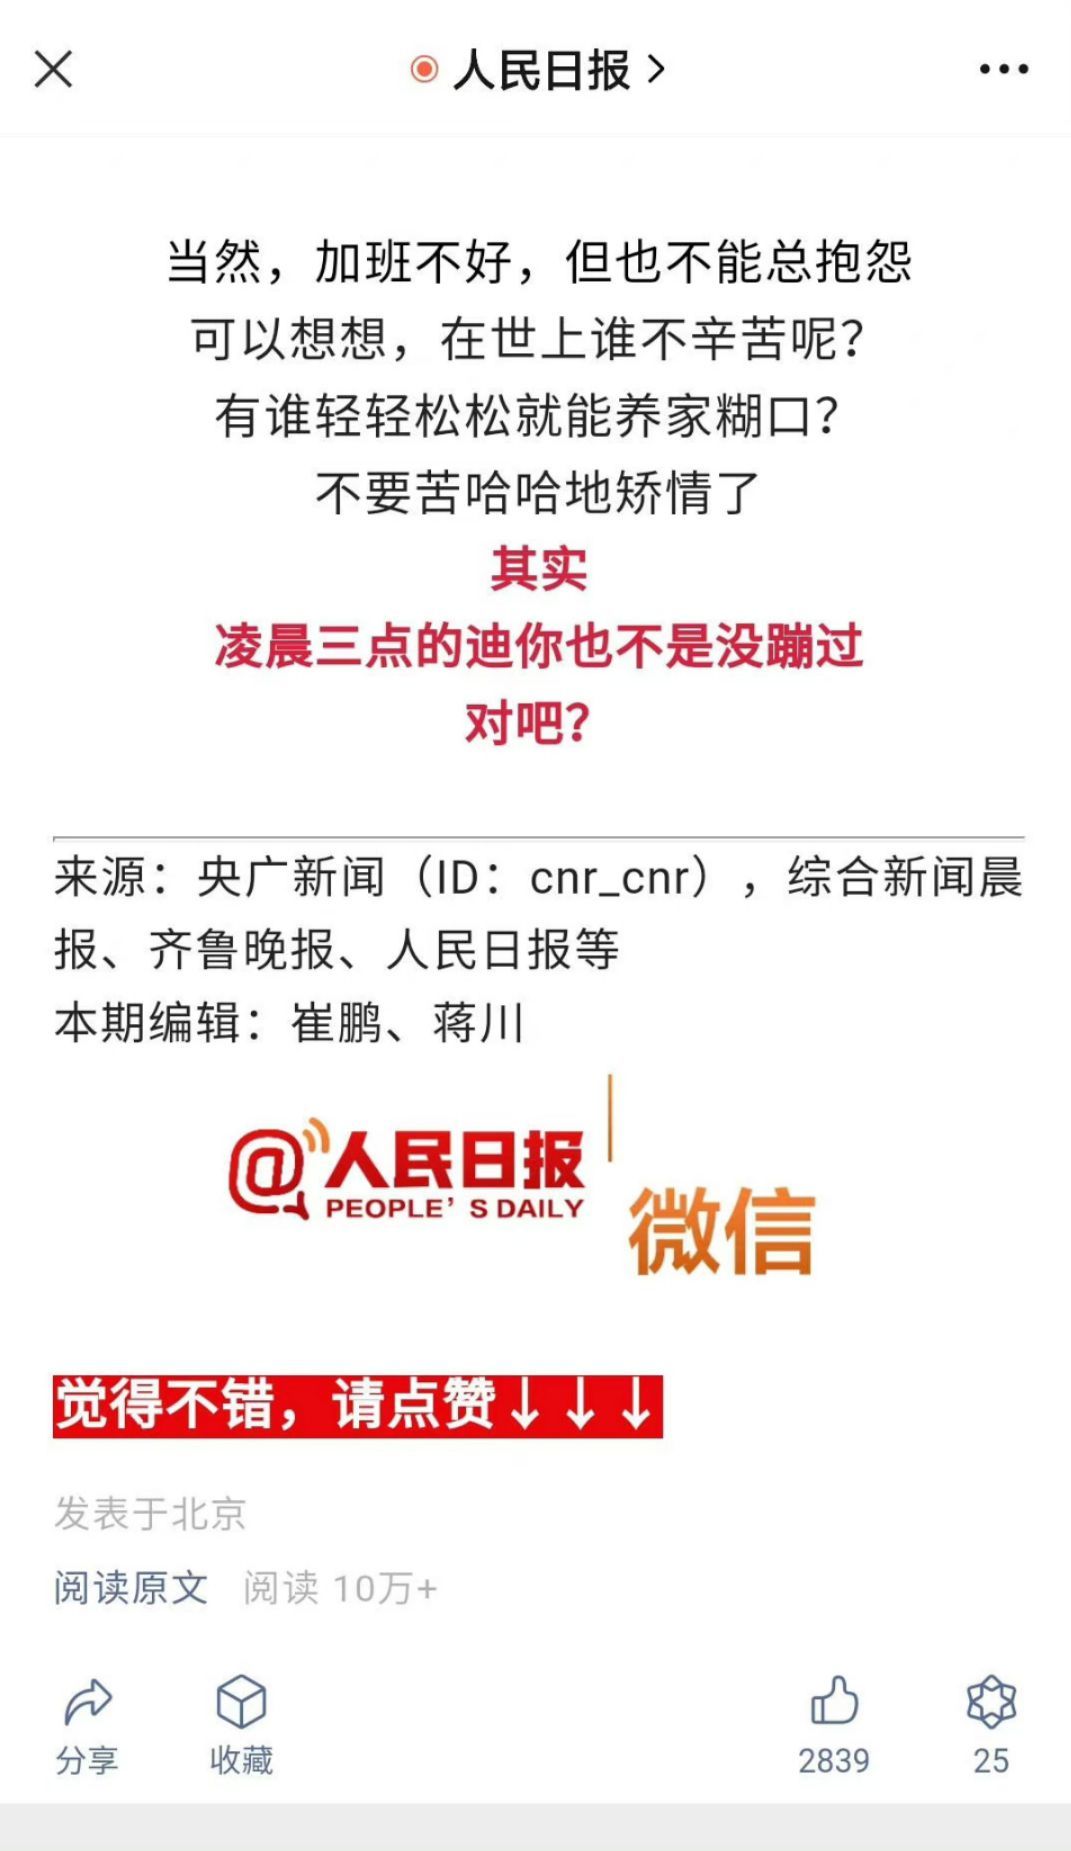 人民日报
当然，加班不好，但也不能总抱怨
可以想想，在世上谁不辛苦呢？
有谁轻轻松松就能养家糊口？
不要苦哈哈地矫情了
其实
凌晨三点的迪你也不是没蹦过
对吧？
来源：央广新闻（ID：cnr_cnr），综合新闻晨
报、齐鲁晚报、人民日报等
本期编辑：崔鹏、蒋川
@人民日报
PEOPLE’S DAILY
微信
觉得不错，请点赞↓↓↓
发表于北京
阅读原文 阅读 10万+
分享 收藏 2839 25